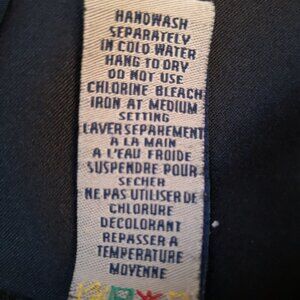 HANDWASH
SEPARATELY
IN COLD WATER
HANG TO DRY
DO NOT USE
CHLORINE BLEACH
IRON AT MEDIUM
SETTING
LAVER SEPAREMENT
A LA MAIN
A L'EAU FROIDE
SUSPENDRE POUR
SECHER
NE PAS UTILISER DE
CHLORURE
DECOLORANT
REPASSER A
TEMPERATURE
MOYENNE